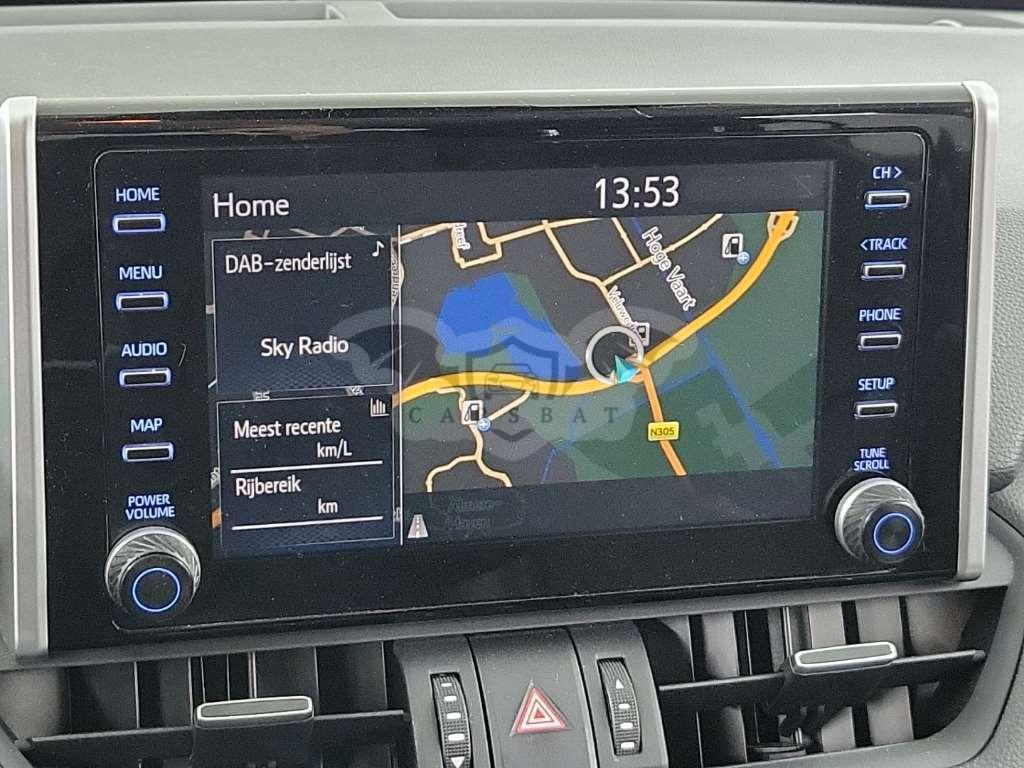 HOME
MENU
AUDIO
MAP
POWER
VOLUME
Home
13:53
DAB-zenderlijst
Sky Radio
Meest recente
km/L
Rijbereik
km
Hoge Vaart
N305
CARSBAT
CH>
<TRACK
PHONE
SETUP
TUNE
SCROLL